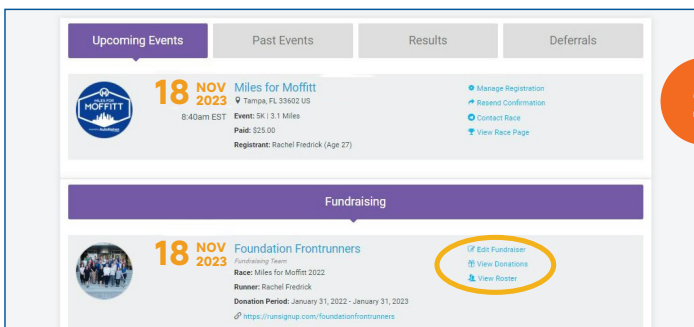 Upcoming Events
Past Events
Results
Deferrals
MILES FOR
MOFFITT
18 NOV 2023
8:40am EST
Miles for Moffitt
Tampa, FL 33602 US
Event: 5K | 3.1 Miles
Paid: $25.00
Registrant: Rachel Fredrick (Age 27)
Manage Registration
Resend Confirmation
Contact Race
View Race Page
Fundraising
18 NOV 2023
Foundation Frontrunners
Fundraising Team
Race: Miles for Moffitt 2022
Runner: Rachel Fredrick
Donation Period: January 31, 2022 - January 31, 2023
https://runsignup.com/foundationfrontrunners
Edit Fundraiser
View Donations
View Roster